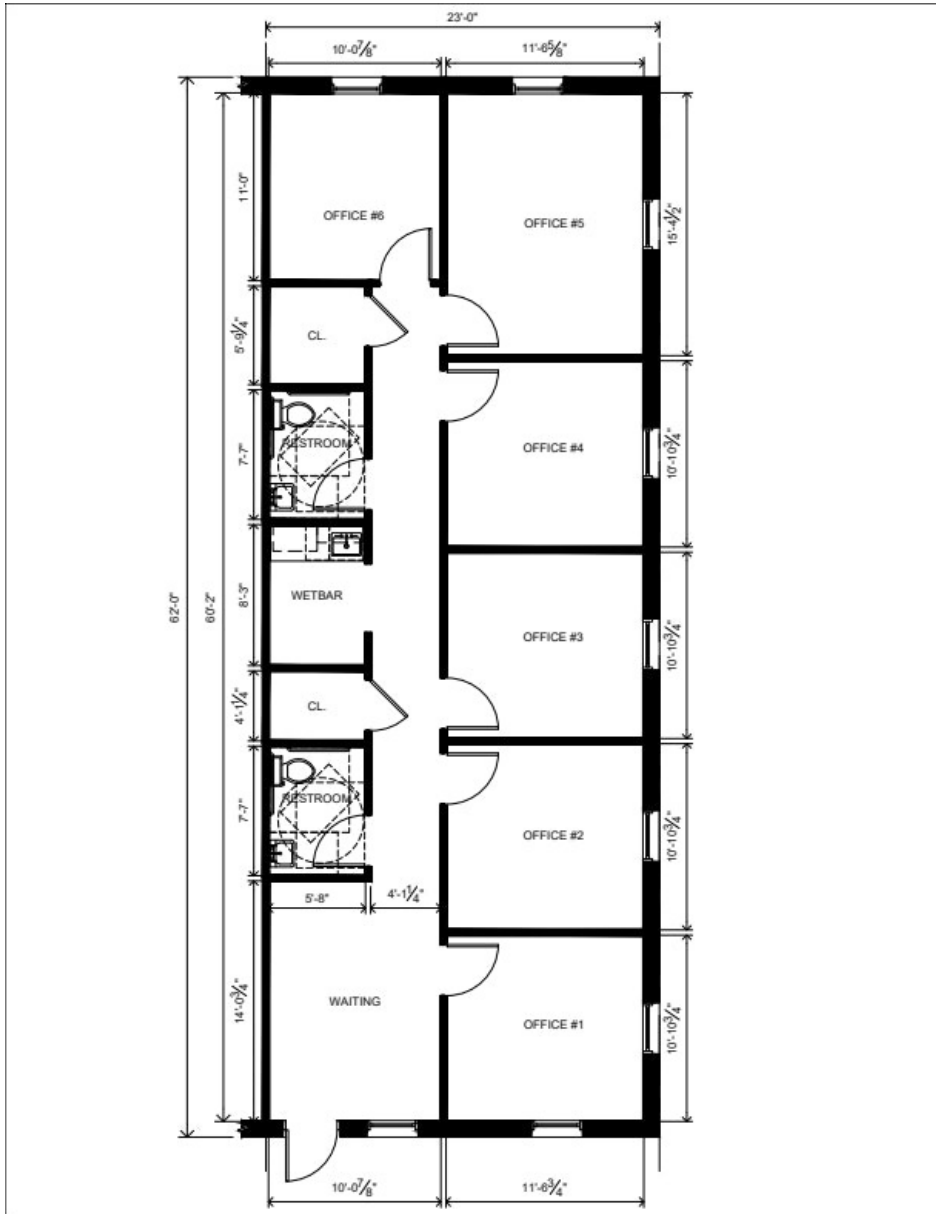 23'-0"
10'-0⅞"
11'-6⅝"
11'-0"
OFFICE #6
OFFICE #5
15'-4½"
5'-9¼"
CL.
7'-7"
RESTROOM
OFFICE #4
10'-10¾"
62'-0"
60'-2"
8'-3"
WETBAR
OFFICE #3
10'-10¾"
4'-1¼"
CL.
7'-7"
RESTROOM
OFFICE #2
10'-10¾"
5'-8"
4'-1¼"
14'-0¾"
WAITING
OFFICE #1
10'-10¾"
10'-0⅞"
11'-6¾"